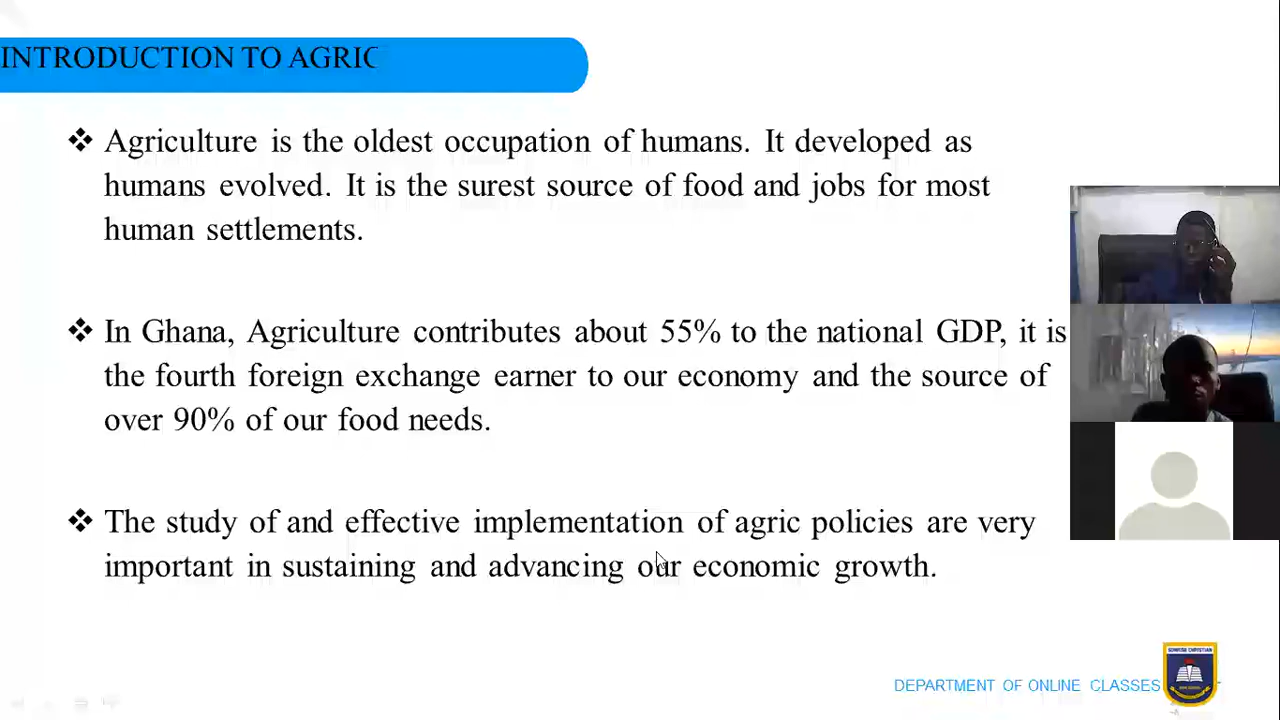 INTRODUCTION TO AGRIC
❖ Agriculture is the oldest occupation of humans. It developed as
humans evolved. It is the surest source of food and jobs for most
human settlements.
❖ In Ghana, Agriculture contributes about 55% to the national GDP, it is
the fourth foreign exchange earner to our economy and the source of
over 90% of our food needs.
❖ The study of and effective implementation of agric policies are very
important in sustaining and advancing our economic growth.
DEPARTMENT OF ONLINE CLASSES